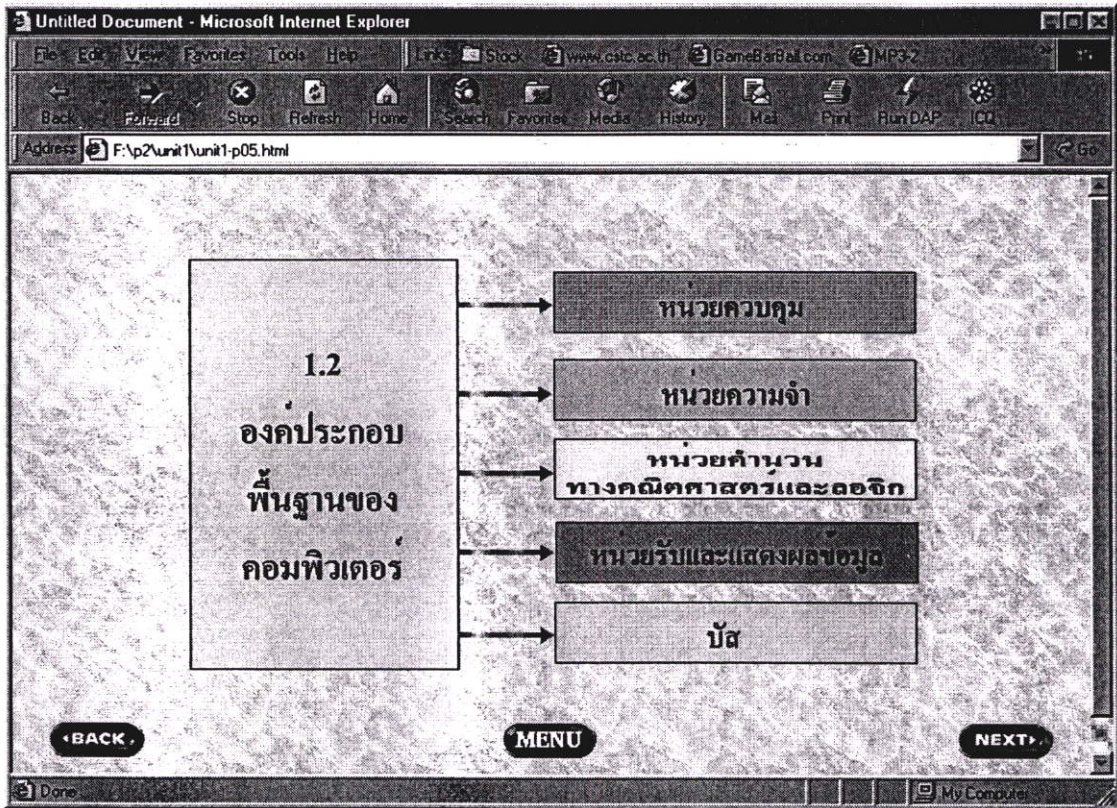 Untitled Document - Microsoft Internet Explorer
File Edit View Favorites Tools Help Links Stock www.cstc.ac.th GameBarBail.com MP3-2
Back Forward Stop Refresh Home Search Favorites Media History Mail Print Run DAP ICQ
Address F:\p2\unit1\unit1-p05.html Go
1.2
องค์ประกอบ
พื้นฐานของ
คอมพิวเตอร์
หน่วยควบคุม
หน่วยความจำ
หน่วยคำนวน
ทางคณิตศาสตร์และลอจิก
หน่วยรับและแสดงผลข้อมูล
บัส
BACK MENU NEXT
Done My Computer